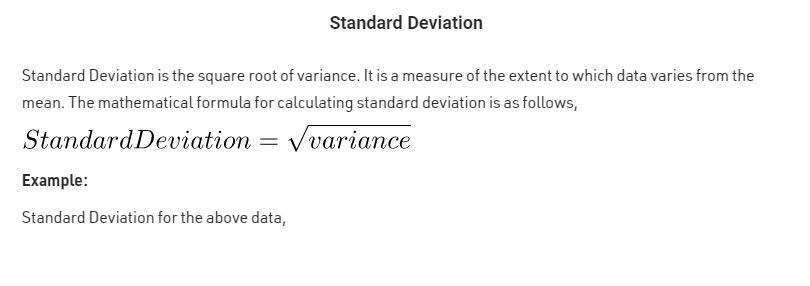 Standard Deviation
Standard Deviation is the square root of variance. It is a measure of the extent to which data varies from the
mean. The mathematical formula for calculating standard deviation is as follows,
StandardDeviation = √variance
Example:
Standard Deviation for the above data,